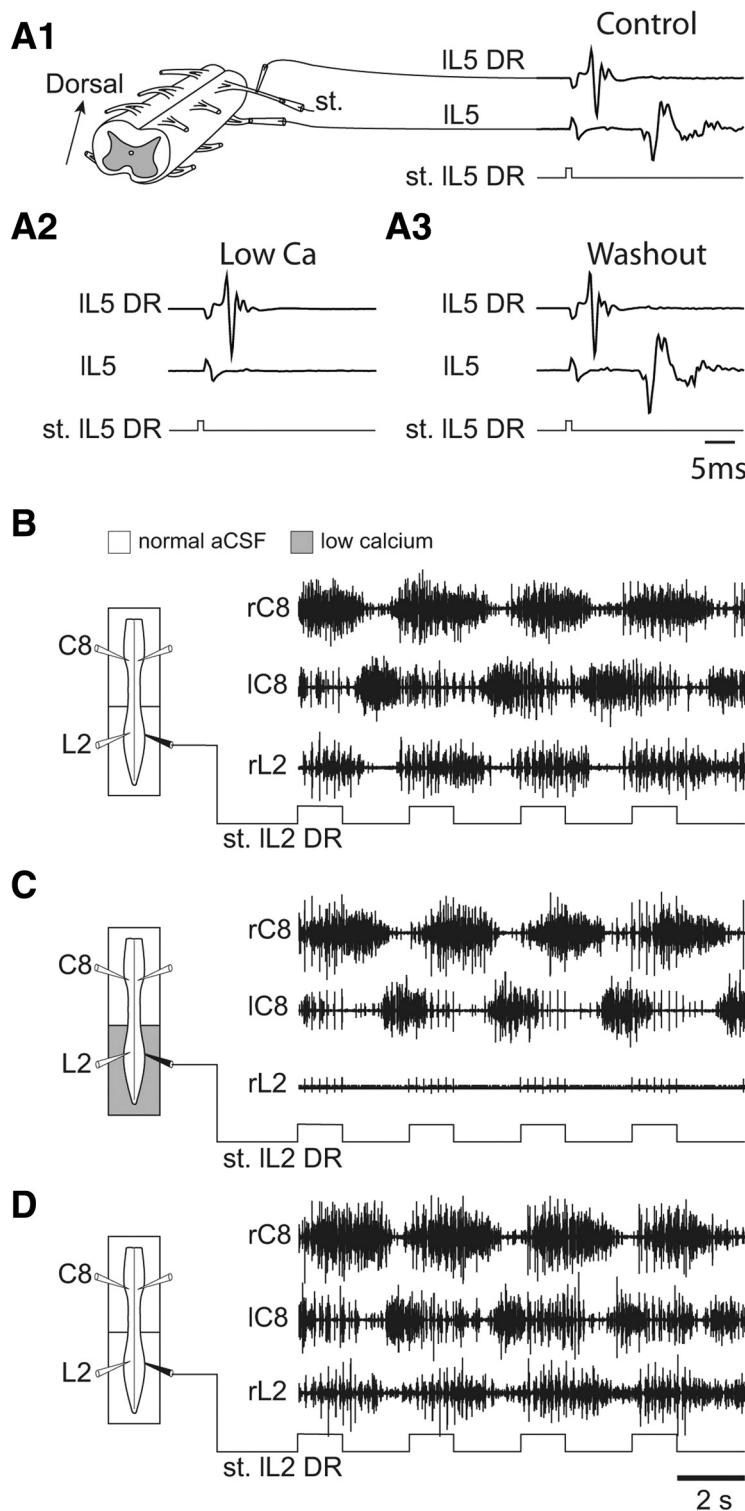 A1
Control
Dorsal
lL5 DR
st.
lL5
st. lL5 DR
A2
A3
Low Ca
Washout
lL5 DR
lL5 DR
lL5
lL5
st. lL5 DR
st. lL5 DR
5ms
B
normal aCSF
low calcium
rC8
C8
lC8
L2
rL2
st. lL2 DR
C
rC8
C8
lC8
L2
rL2
st. lL2 DR
D
rC8
C8
lC8
L2
rL2
st. lL2 DR
2 s